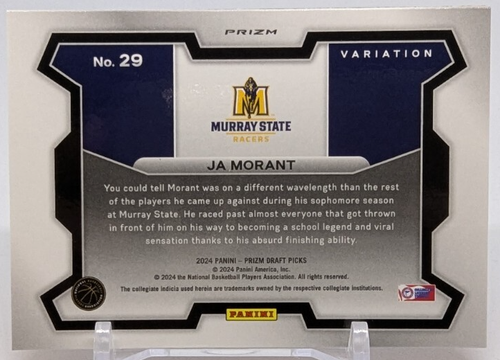 PRIZM
No. 29
VARIATION
M
MURRAY STATE
RACERS
JA MORANT
You could tell Morant was on a different wavelength than the rest
of the players he came up against during his sophomore season
at Murray State. He raced past almost everyone that got thrown
in front of him on his way to becoming a school legend and viral
sensation thanks to his absurd finishing ability.
2024 PANINI – PRIZM DRAFT PICKS
© 2024 Panini America, Inc.
© 2024 the National Basketball Players Association. All rights reserved.
The collegiate indicia used herein are trademarks owned by the respective collegiate institutions.
PANINI